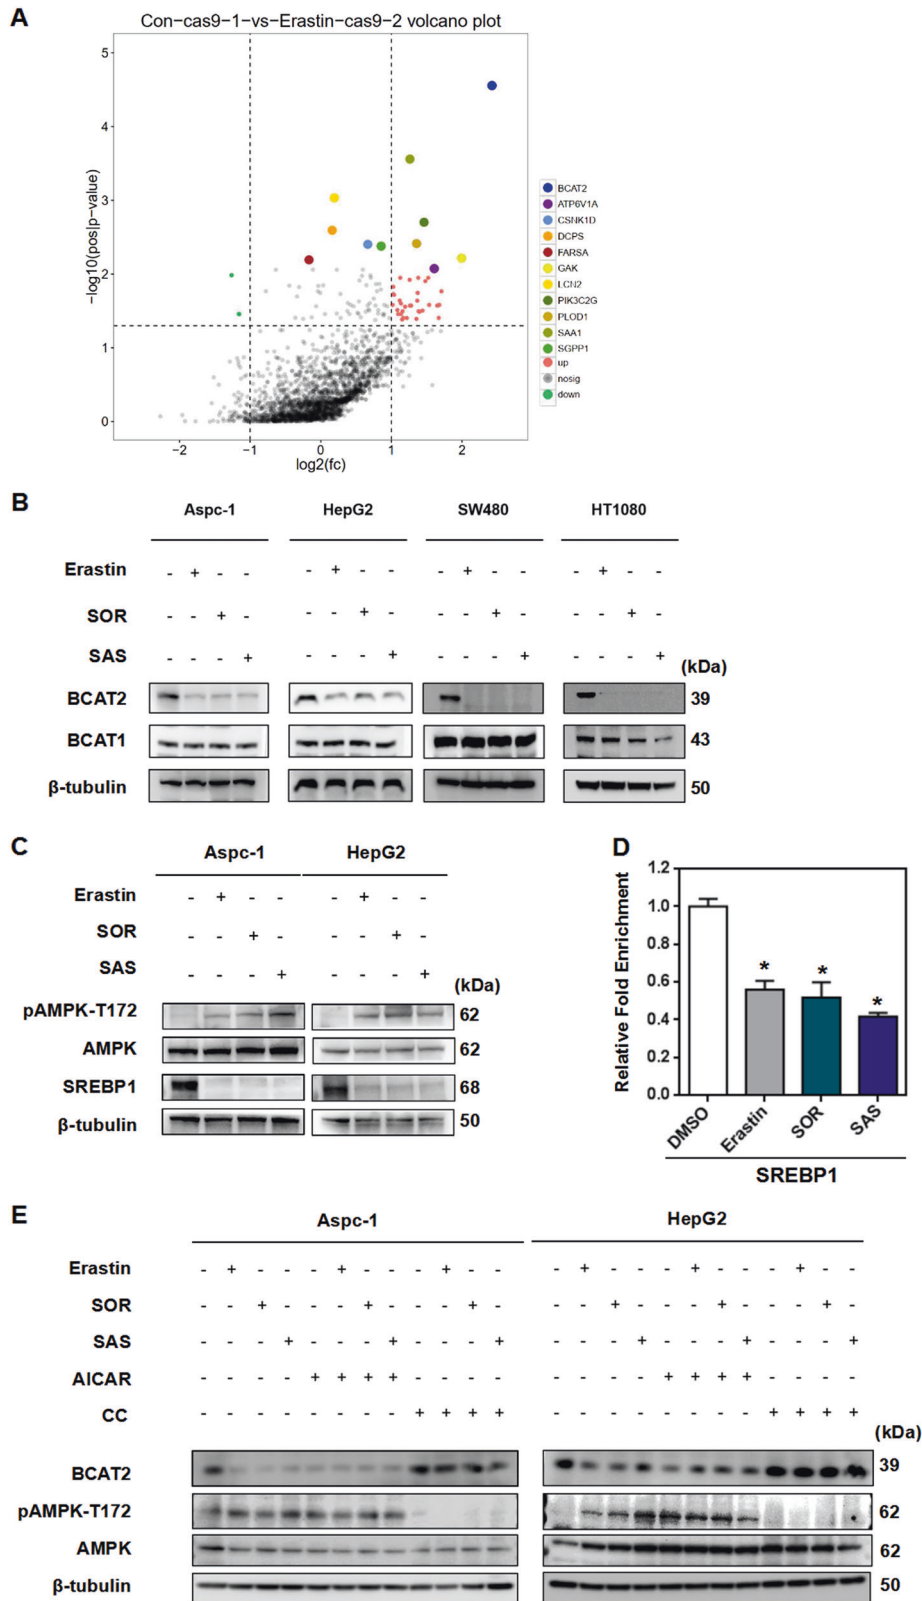 A
Con−cas9−1−vs−Erastin−cas9−2 volcano plot
5
4
3
2
1
0
−log10(pos|p−value)
−2
−1
0
1
2
log2(fc)
BCAT2
ATP6V1A
CSNK1D
DCPS
FARSA
GAK
LCN2
PIK3C2G
PLOD1
SAA1
SGPP1
up
nosig
down
B
Aspc-1 HepG2 SW480 HT1080
Erastin - + - - - + - - - + - - - + - -
SOR - - + - - - + - - - + - - - + -
SAS - - - + - - - + - - - + - - - +
(kDa)
BCAT2 39
BCAT1 43
β-tubulin 50
C
Aspc-1 HepG2
Erastin - + - - - + - -
SOR - - + - - - + -
SAS - - - + - - - +
(kDa)
pAMPK-T172 62
AMPK 62
SREBP1 68
β-tubulin 50
D
Relative Fold Enrichment
1.2
1.0
0.8
0.6
0.4
0.2
0.0
* * *
DMSO Erastin SOR SAS
SREBP1
E
Aspc-1 HepG2
Erastin - + - - - + - - - + - - - + - - - + - - - + - -
SOR - - + - - - + - - - + - - - + - - - + - - - + -
SAS - - - + - - - + - - - + - - - + - - - + - - - +
AICAR - - - - + + + + - - - - - - - - + + + + - - - -
CC - - - - - - - - + + + + - - - - - - - - + + + +
(kDa)
BCAT2 39
pAMPK-T172 62
AMPK 62
β-tubulin 50